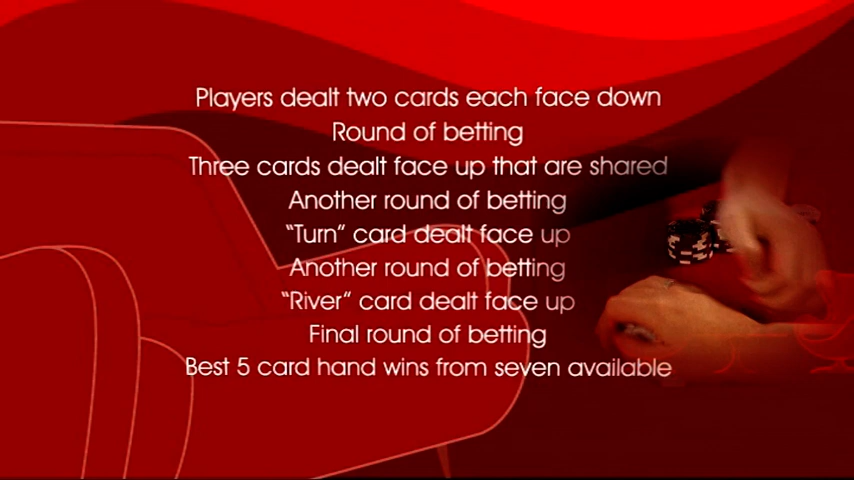 Players dealt two cards each face down
Round of betting
Three cards dealt face up that are shared
Another round of betting
“Turn” card dealt face up
Another round of betting
“River” card dealt face up
Final round of betting
Best 5 card hand wins from seven available